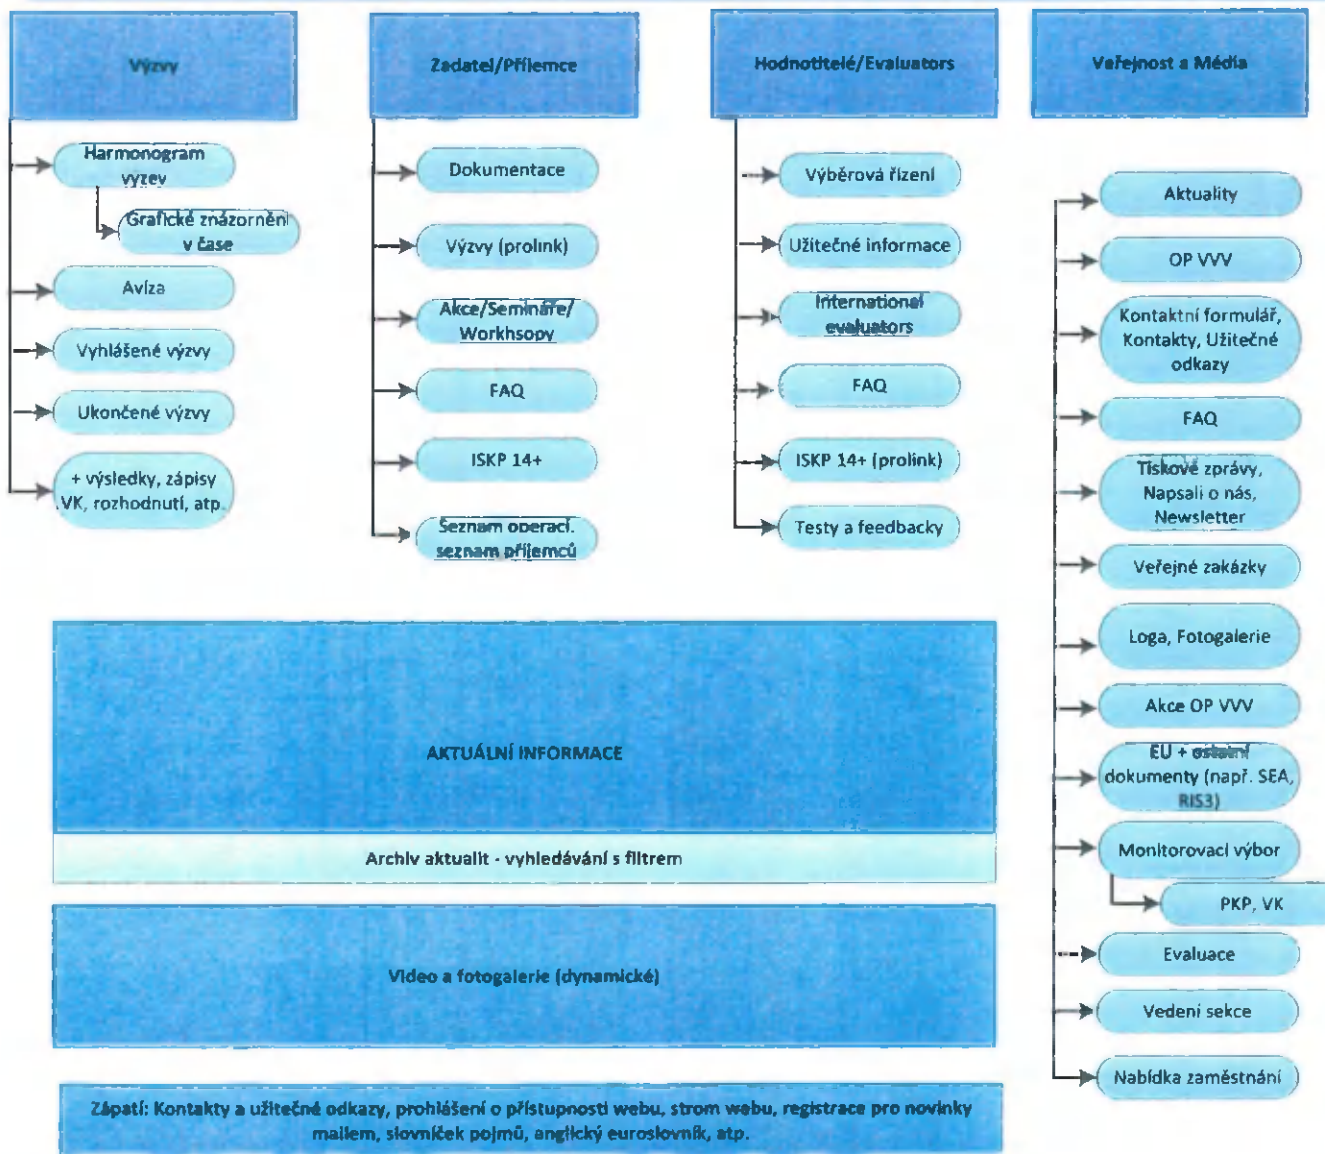 Výzvy
Harmonogram
vyzev
Grafické znázornění
v čase
Avíza
Vyhlášené výzvy
Ukončené výzvy
+ výsledky, zápisy
VK, rozhodnutí, atp.
Zadatel/Příjemce
Dokumentace
Výzvy (prolink)
Akce/Semináře/
Workhsopy
FAQ
ISKP 14+
Seznam operací.
seznam příjemců
Hodnotitelé/Evaluators
Výběrová řízení
Užitečné informace
International
evaluators
FAQ
ISKP 14+ (prolink)
Testy a feedbacky
Veřejnost a Média
Aktuality
OP VVV
Kontaktní formulář,
Kontakty, Užitečné
odkazy
FAQ
Tiskové zprávy,
Napsali o nás,
Newsletter
Veřejné zakázky
Loga, Fotogalerie
Akce OP VVV
EU + ostatní
dokumenty (např. SEA,
RIS3)
Monitorovací výbor
PKP, VK
Evaluace
Vedení sekce
Nabídka zaměstnání
AKTUÁLNÍ INFORMACE
Archiv aktualit - vyhledávání s filtrem
Video a fotogalerie (dynamické)
Zápatí: Kontakty a užitečné odkazy, prohlášení o přístupnosti webu, strom webu, registrace pro novinky
mailem, slovníček pojmů, anglický euroslovník, atp.